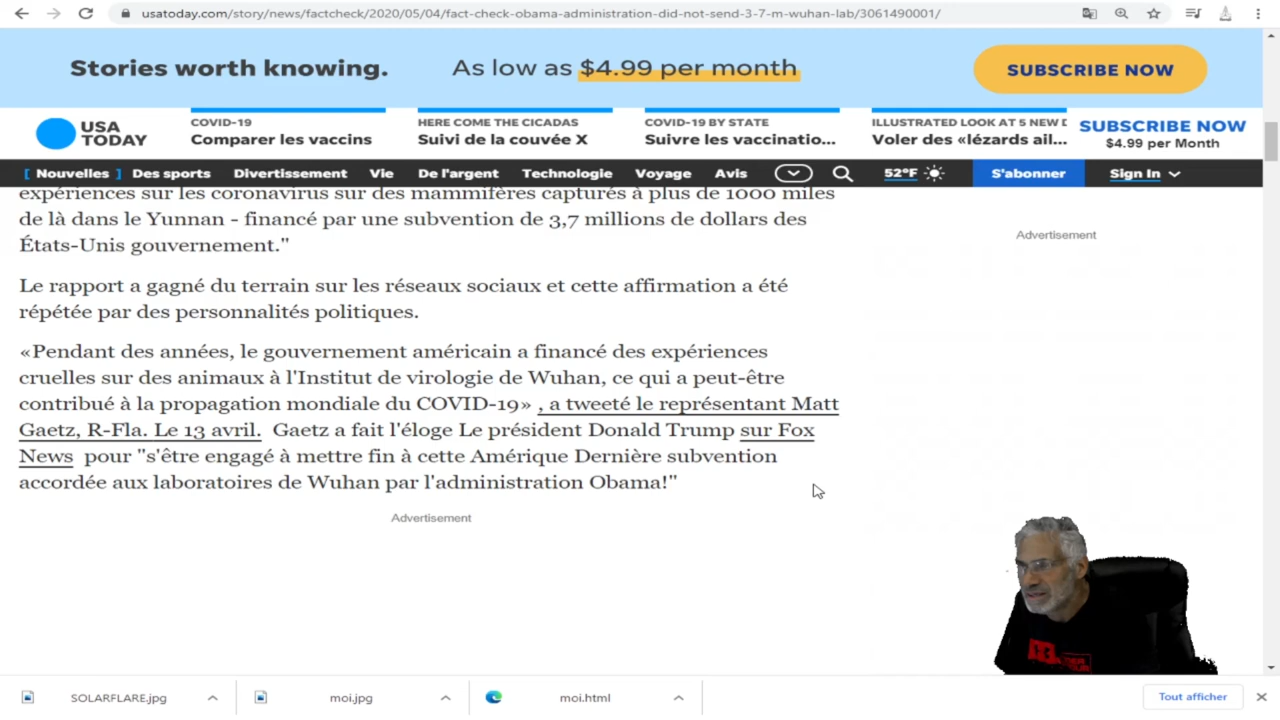 usatoday.com/story/news/factcheck/2020/05/04/fact-check-obama-administration-did-not-send-3-7-m-wuhan-lab/3061490001/
Stories worth knowing.
As low as $4.99 per month
SUBSCRIBE NOW
USA TODAY
COVID-19
Comparer les vaccins
HERE COME THE CICADAS
Suivi de la couvée X
COVID-19 BY STATE
Suivre les vaccinatio...
ILLUSTRATED LOOK AT 5 NEW D
Voler des «lézards ail...
SUBSCRIBE NOW
$4.99 per Month
[ Nouvelles ] Des sports Divertissement Vie De l'argent Technologie Voyage Avis 52°F S'abonner Sign In
expériences sur les coronavirus sur des mammifères capturés à plus de 1000 miles
de là dans le Yunnan - financé par une subvention de 3,7 millions de dollars des
États-Unis gouvernement."
Advertisement
Le rapport a gagné du terrain sur les réseaux sociaux et cette affirmation a été
répétée par des personnalités politiques.
«Pendant des années, le gouvernement américain a financé des expériences
cruelles sur des animaux à l'Institut de virologie de Wuhan, ce qui a peut-être
contribué à la propagation mondiale du COVID-19» , a tweeté le représentant Matt
Gaetz, R-Fla. Le 13 avril. Gaetz a fait l'éloge Le président Donald Trump sur Fox
News pour "s'être engagé à mettre fin à cette Amérique Dernière subvention
accordée aux laboratoires de Wuhan par l'administration Obama!"
Advertisement
SOLARFLARE.jpg
moi.jpg
moi.html
Tout afficher